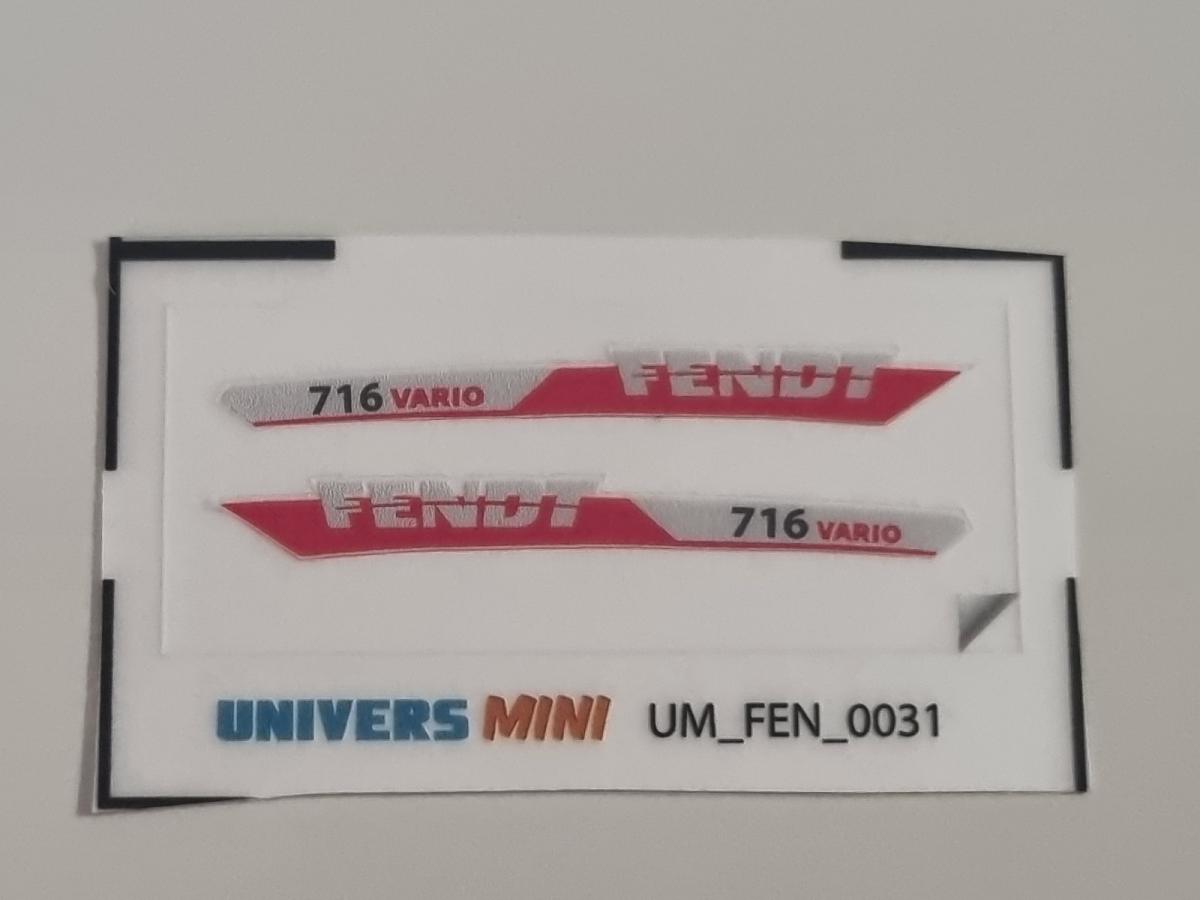 716 VARIO FENDT
FENDT 716 VARIO
UNIVERS MINI UM_FEN_0031